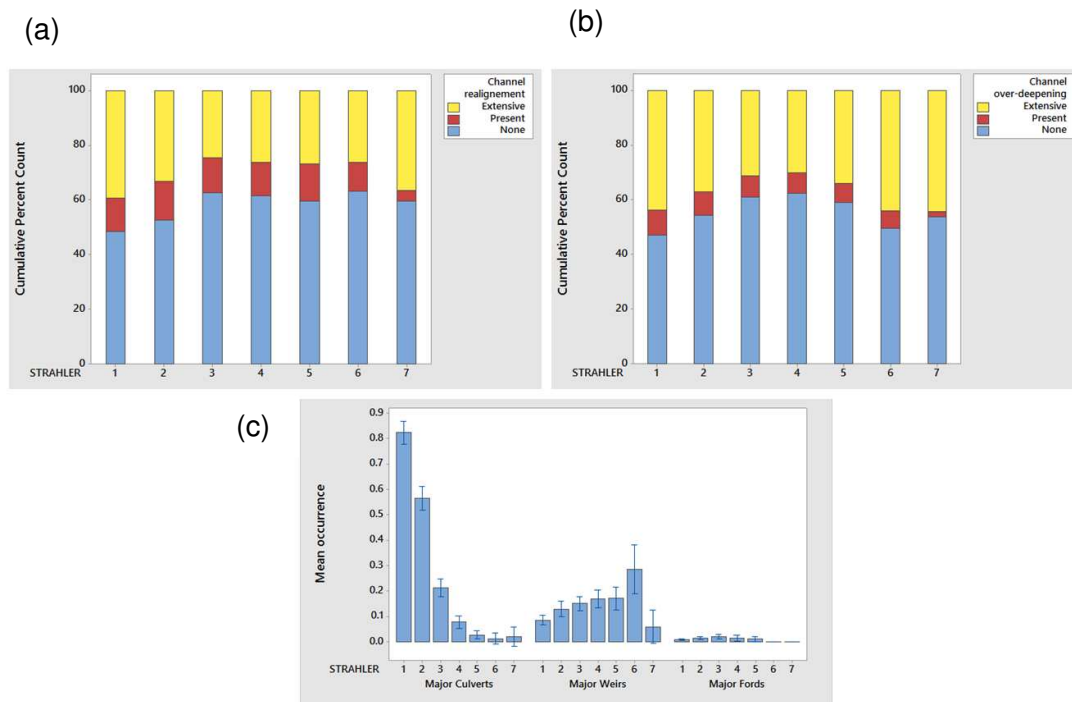 (a)
(b)
Channel
realignement
Extensive
Present
None
Cumulative Percent Count
100
80
60
40
20
0
STRAHLER 1 2 3 4 5 6 7
Channel
over-deepening
Extensive
Present
None
Cumulative Percent Count
100
80
60
40
20
0
STRAHLER 1 2 3 4 5 6 7
(c)
Mean occurrence
0.9
0.8
0.7
0.6
0.5
0.4
0.3
0.2
0.1
0.0
STRAHLER 1 2 3 4 5 6 7 1 2 3 4 5 6 7 1 2 3 4 5 6 7
Major Culverts Major Weirs Major Fords